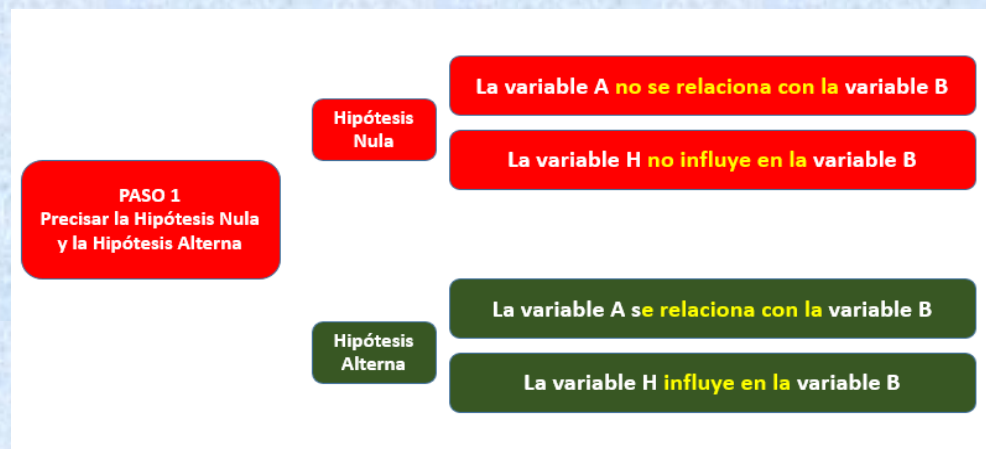 PASO 1
Precisar la Hipótesis Nula
y la Hipótesis Alterna
Hipótesis
Nula
La variable A no se relaciona con la variable B
La variable H no influye en la variable B
Hipótesis
Alterna
La variable A se relaciona con la variable B
La variable H influye en la variable B